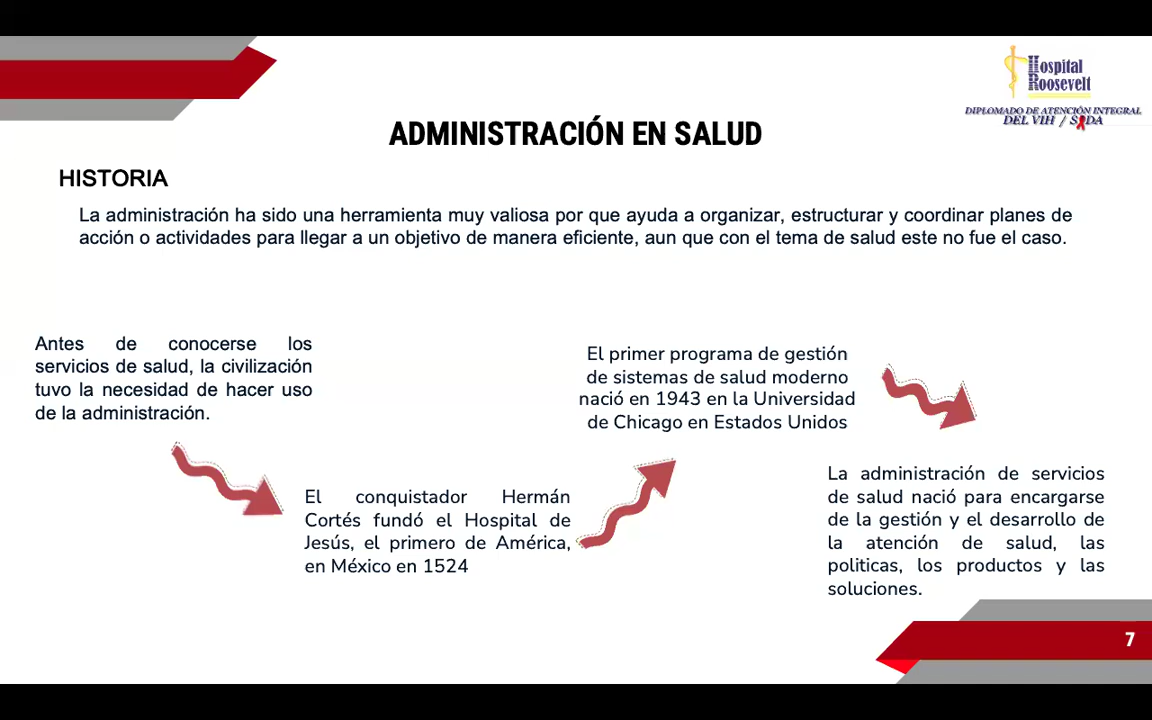 Hospital
Roosevelt
DIPLOMADO DE ATENCIÓN INTEGRAL
DEL VIH / SIDA
ADMINISTRACIÓN EN SALUD
HISTORIA
La administración ha sido una herramienta muy valiosa por que ayuda a organizar, estructurar y coordinar planes de
acción o actividades para llegar a un objetivo de manera eficiente, aun que con el tema de salud este no fue el caso.
Antes de conocerse los
servicios de salud, la civilización
tuvo la necesidad de hacer uso
de la administración.
El conquistador Hermán
Cortés fundó el Hospital de
Jesús, el primero de América,
en México en 1524
El primer programa de gestión
de sistemas de salud moderno
nació en 1943 en la Universidad
de Chicago en Estados Unidos
La administración de servicios
de salud nació para encargarse
de la gestión y el desarrollo de
la atención de salud, las
politicas, los productos y las
soluciones.
7